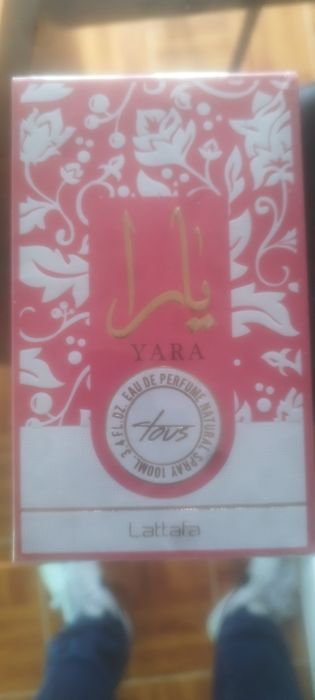 يارا
YARA
3.4 FL.OZ. EAU DE PERFUME NATURAL SPRAY 100ML.
Tous
Lattafa